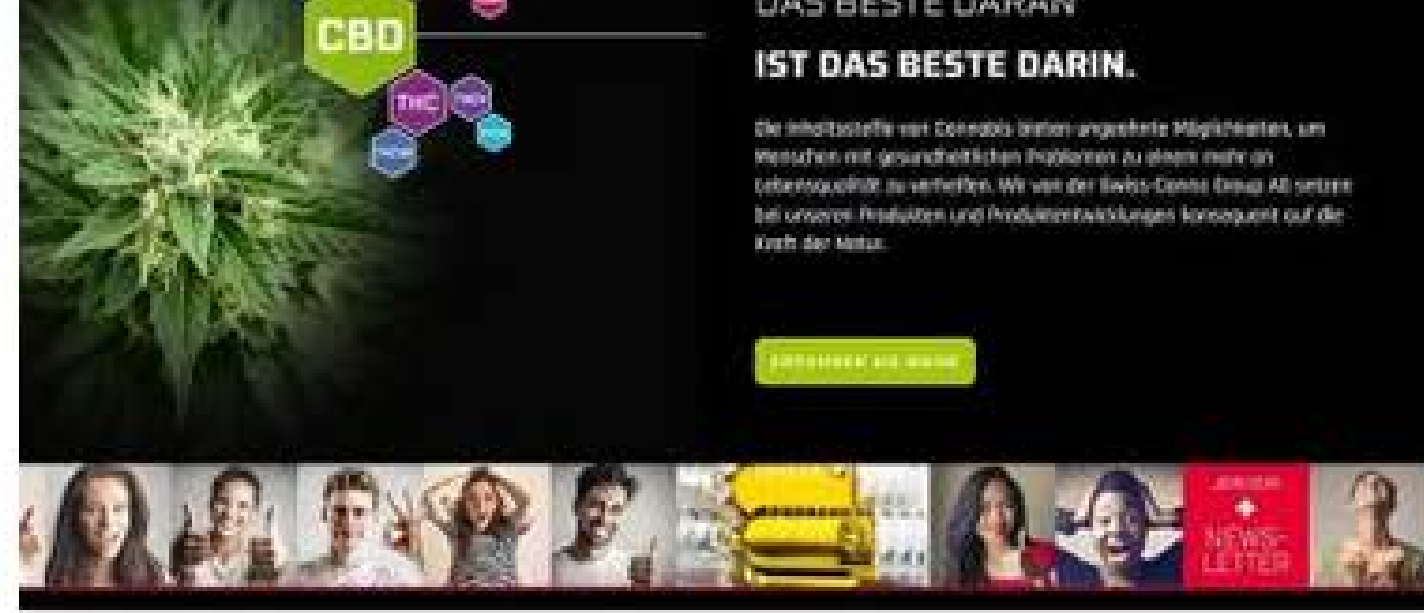 DAS BESTE DARAN
CBD
IST DAS BESTE DARIN.
THC
Die Inhaltsstoffe von Cannabis bieten ungeahnte Möglichkeiten, um
Menschen mit gesundheitlichen Problemen zu einem mehr an
Lebensqualität zu verhelfen. Wir von der Swiss-Canna Group AG setzen
bei unseren Produkten und Produktentwicklungen konsequent auf die
Kraft der Natur.
NEWS-
LETTER